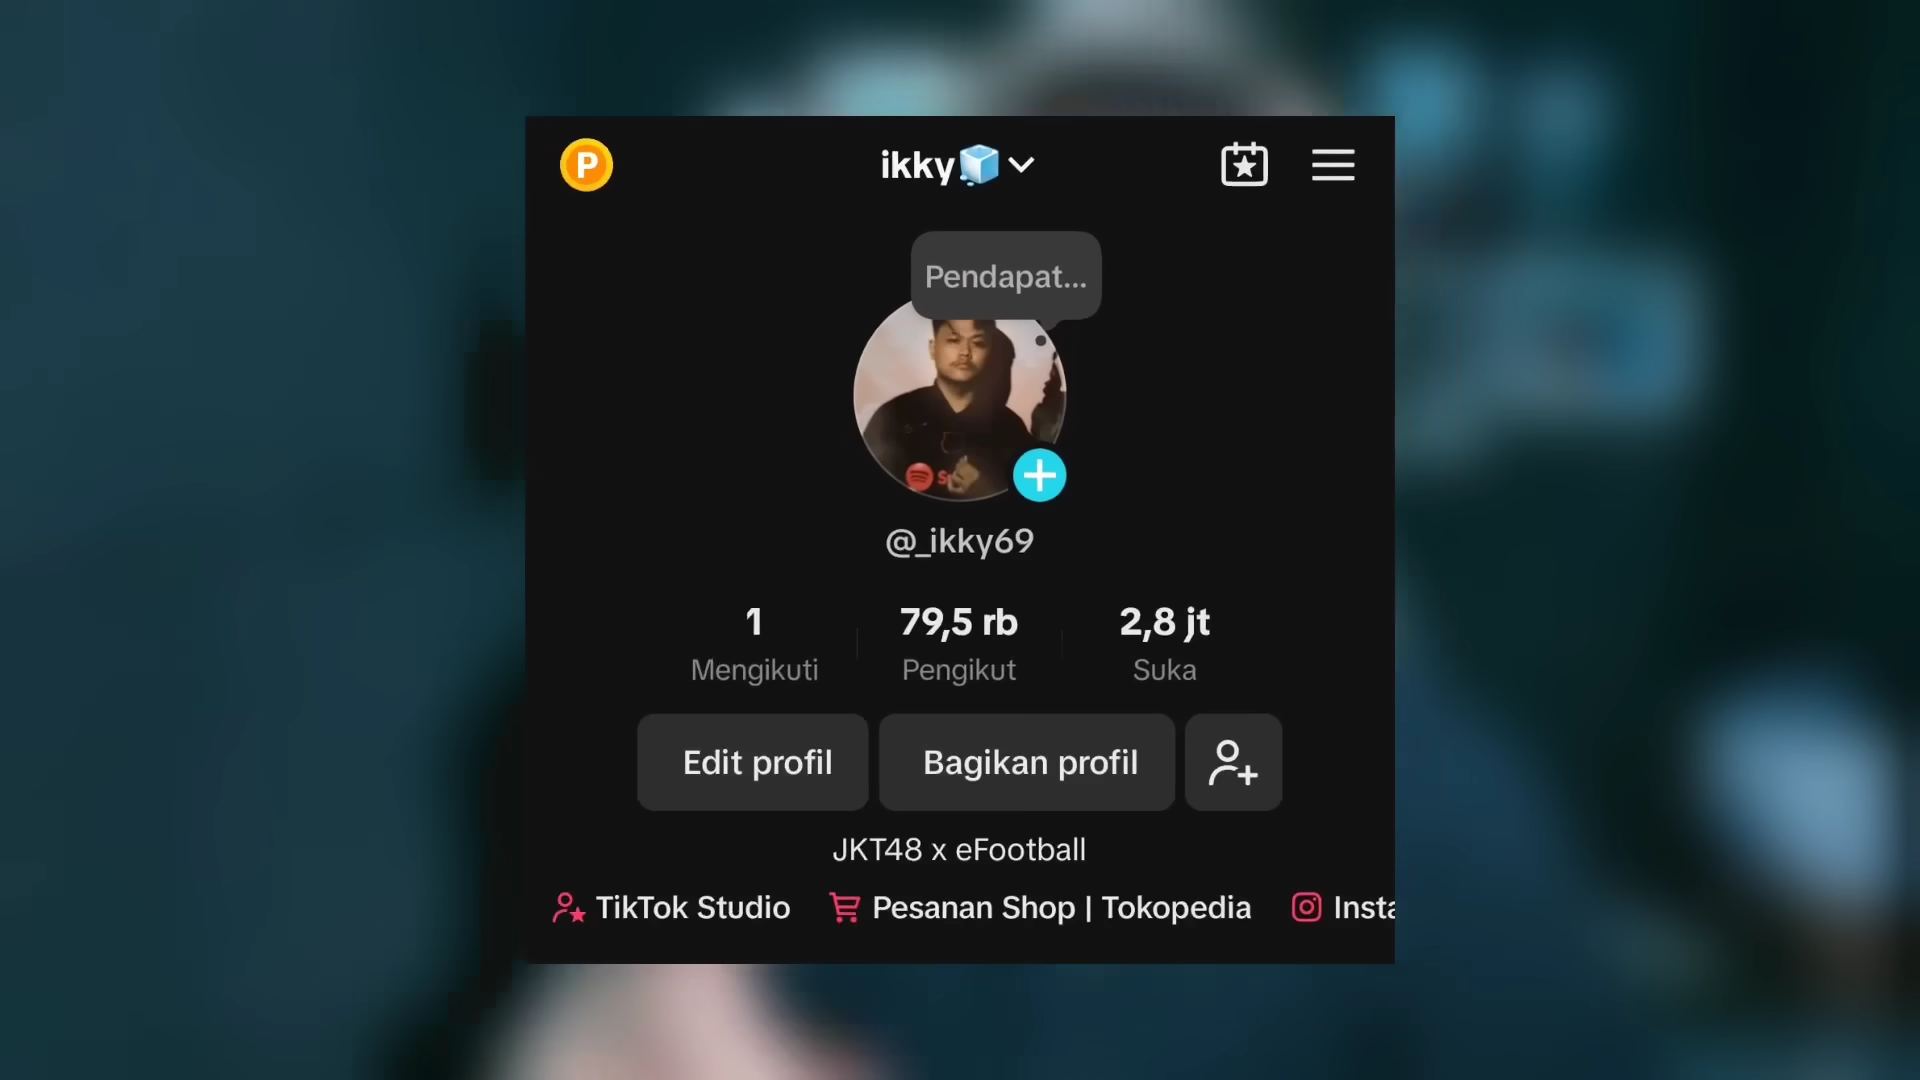 P
ikky🧊
Pendapat...
@_ikky69
1
Mengikuti
79,5 rb
Pengikut
2,8 jt
Suka
Edit profil
Bagikan profil
JKT48 x eFootball
TikTok Studio
Pesanan Shop | Tokopedia
Insta